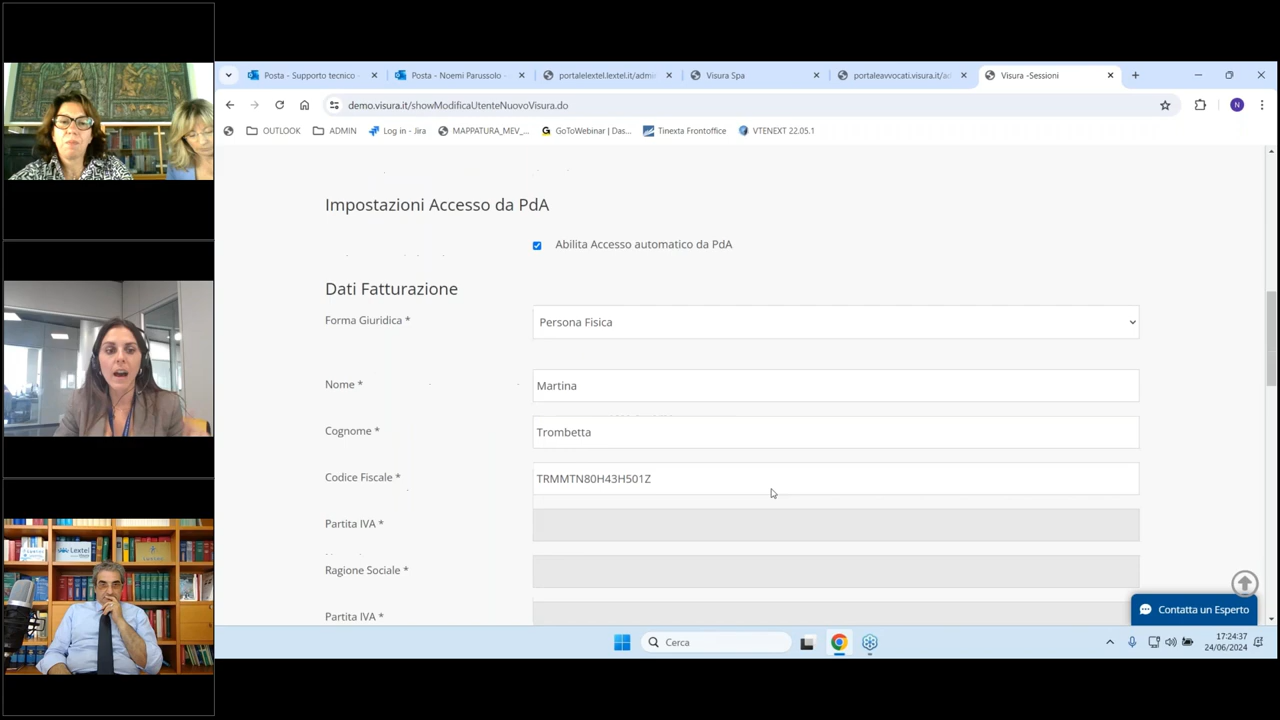 Posta - Supporto tecnico
Posta - Noemi Parussolo -
portalelextel.lextel.it/admi
Visura Spa
portaleavvocati.visura.it/ad
Visura -Sessioni
demo.visura.it/showModificaUtenteNuovoVisura.do
N
OUTLOOK
ADMIN
Log in - Jira
MAPPATURA_MEV_...
GoToWebinar | Das...
Tinexta Frontoffice
VTENEXT 22.05.1
Impostazioni Accesso da PdA
Abilita Accesso automatico da PdA
Dati Fatturazione
Forma Giuridica *
Persona Fisica
Nome *
Martina
Cognome *
Trombetta
Codice Fiscale *
TRMMTN80H43H501Z
Partita IVA *
Ragione Sociale *
Partita IVA *
Contatta un Esperto
Lextel
Cerca
17:24:37
24/06/2024